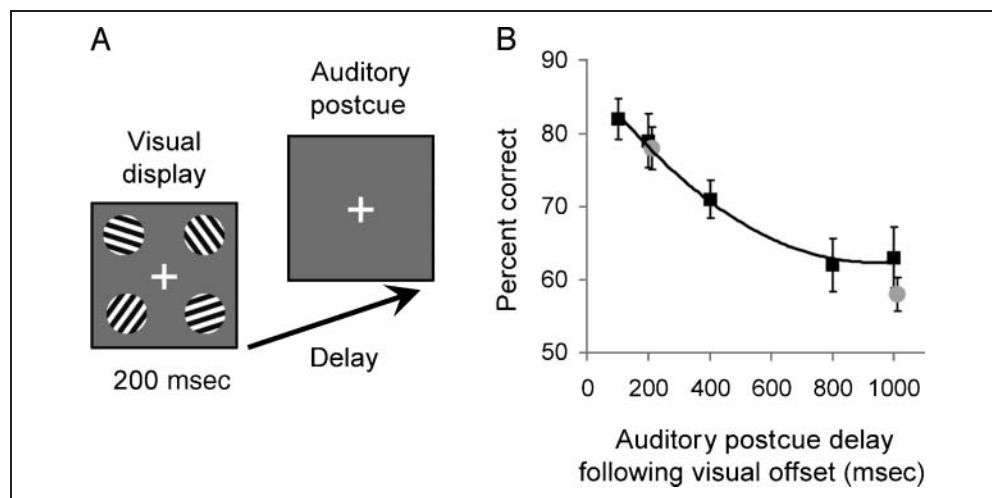 A
Visual
display
200 msec
Auditory
postcue
Delay
B
Percent correct
90
80
70
60
50
0 200 400 600 800 1000
Auditory postcue delay
following visual offset (msec)